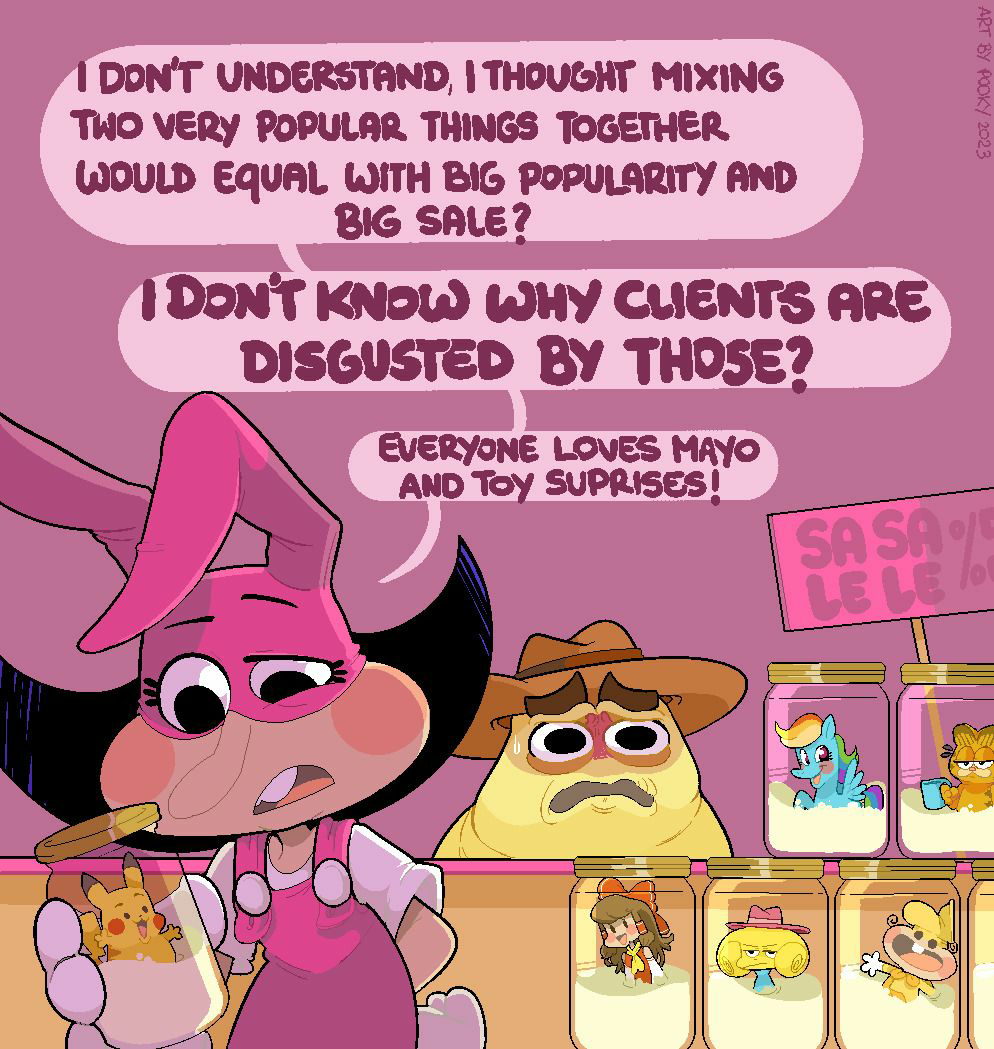 I DON'T UNDERSTAND, I THOUGHT MIXING
TWO VERY POPULAR THINGS TOGETHER
WOULD EQUAL WITH BIG POPULARITY AND
BIG SALE?
I DON'T KNOW WHY CLIENTS ARE
DISGUSTED BY THOSE?
EVERYONE LOVES MAYO
AND TOY SUPRISES!
SA SA %
LE LE %
ART BY POOKY 2023